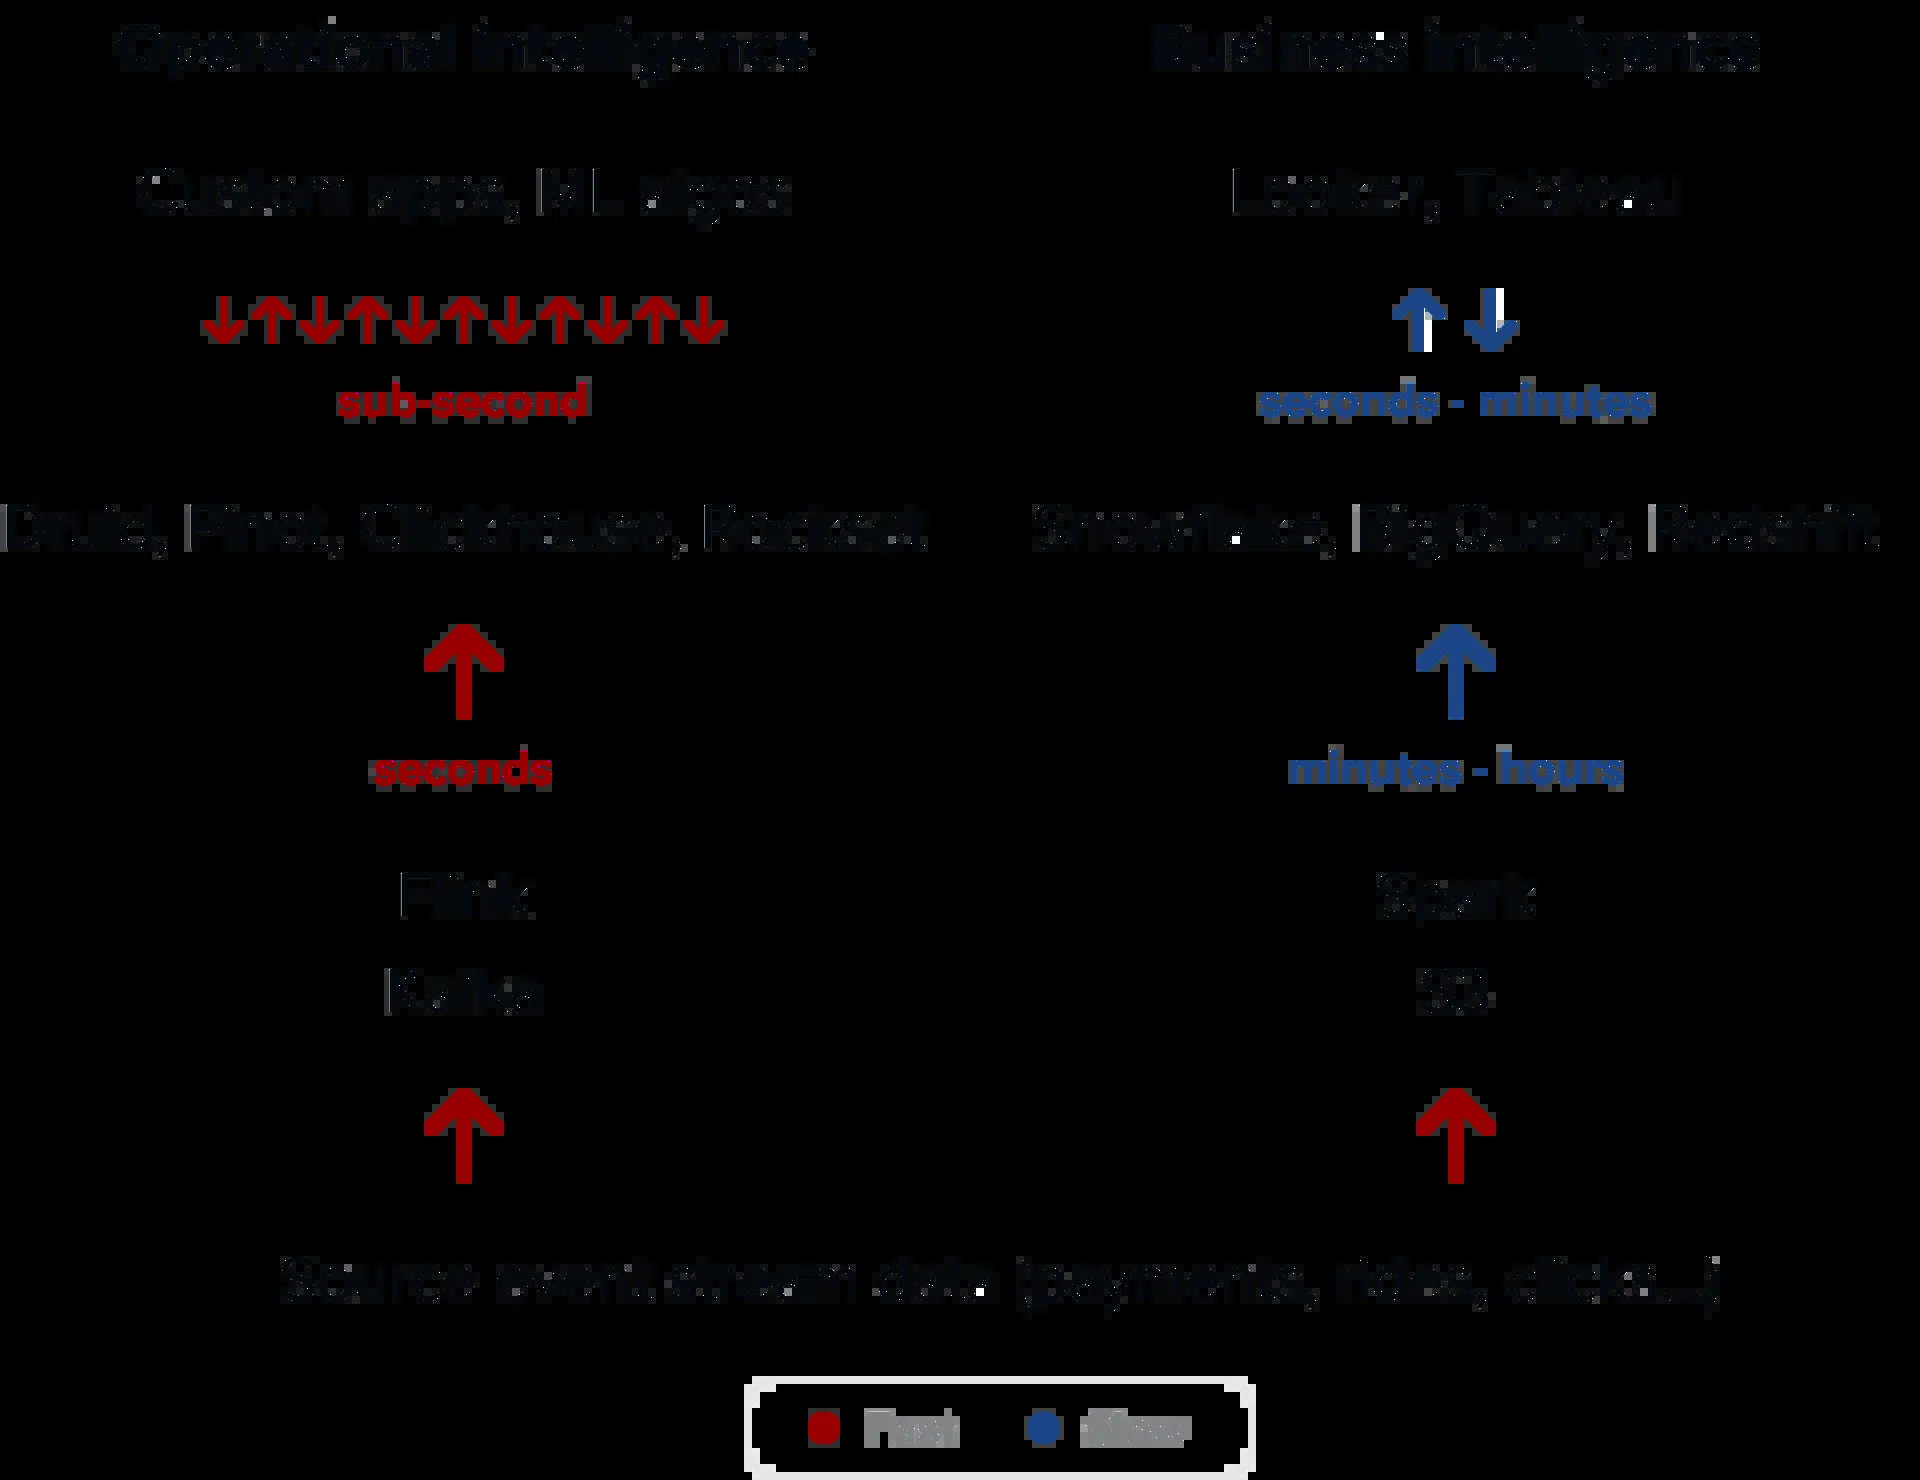 Operational intelligence
Business intelligence
Custom apps, ML algos
Looker, Tableau
sub-second
seconds - minutes
Druid, Pinot, Clickhouse, Rockset
Snowflake, BigQuery, Redshift
seconds
minutes - hours
Flink
Spark
Kafka
S3
Source event stream data (payments, rides, clicks...)
Fast
Slow